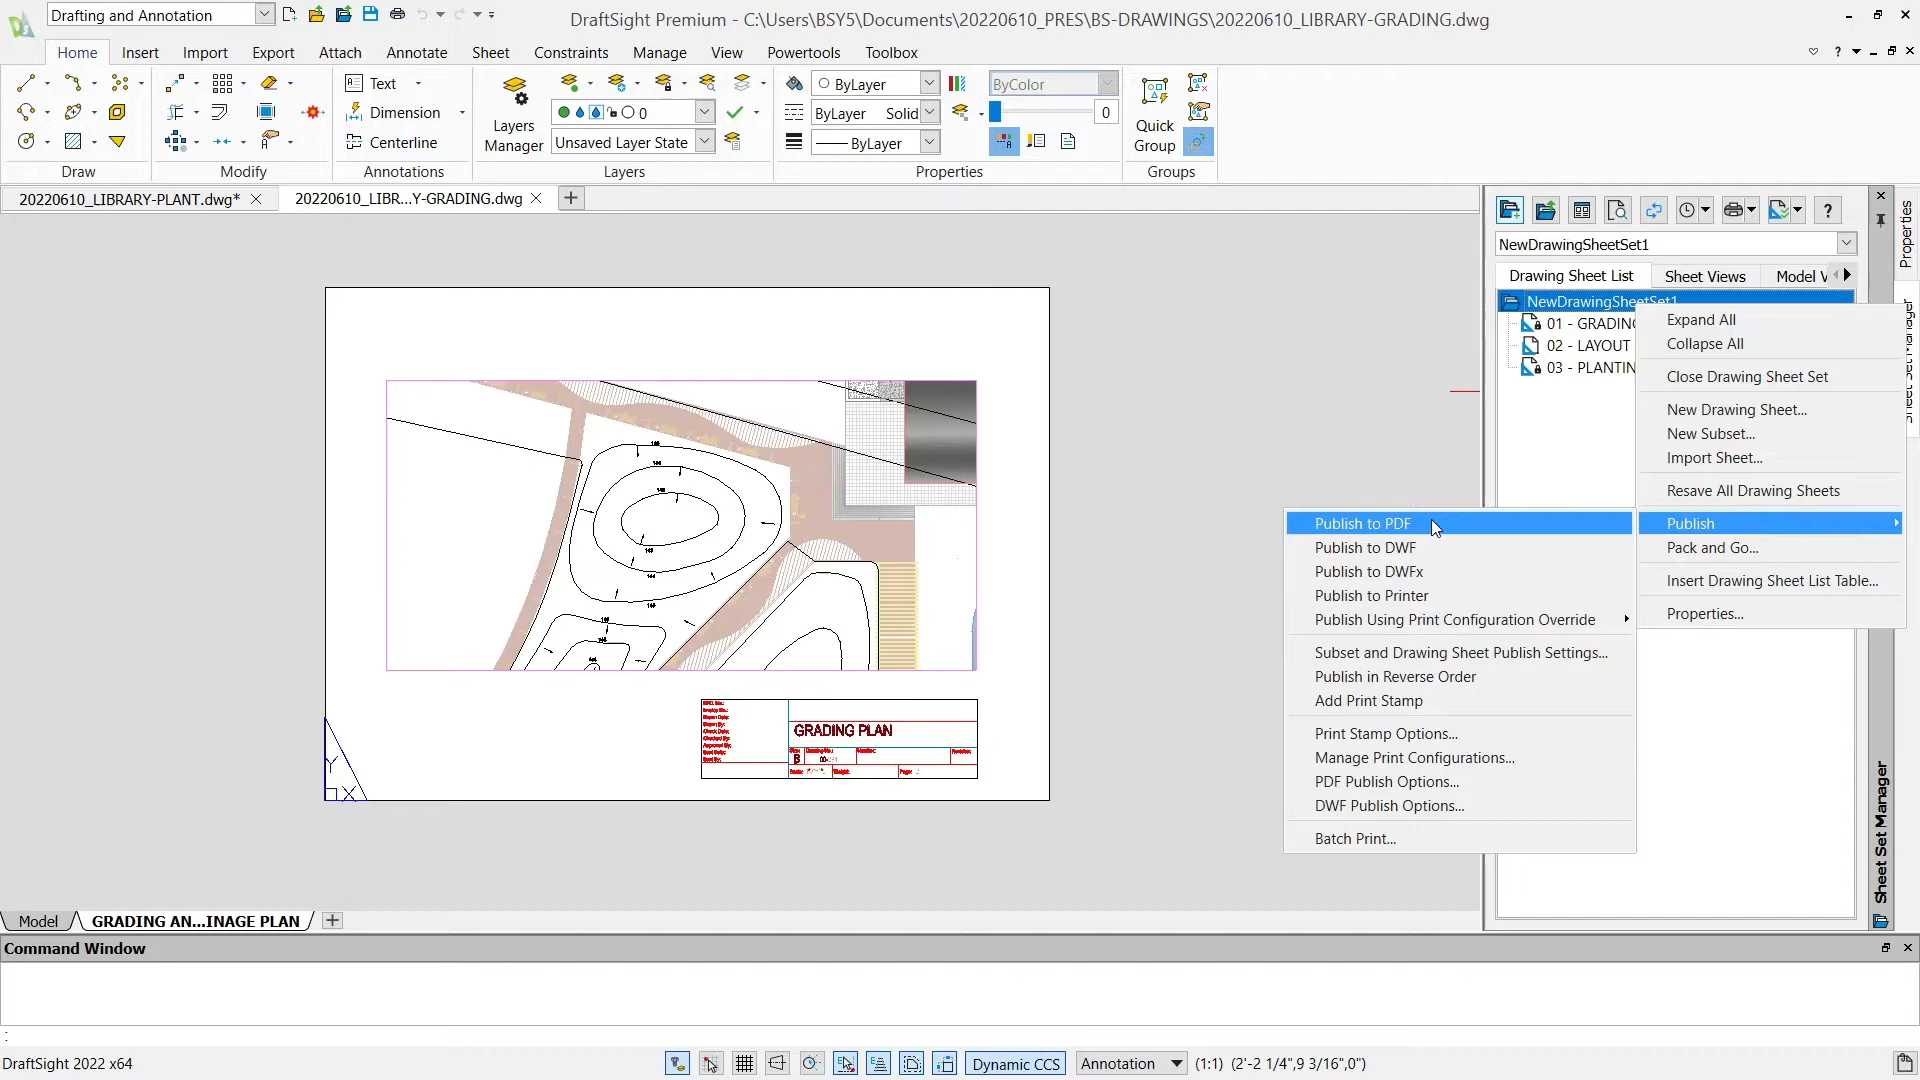 Drafting and Annotation
DraftSight Premium - C:\Users\BSY5\Documents\20220610_PRES\BS-DRAWINGS\20220610_LIBRARY-GRADING.dwg
Home Insert Import Export Attach Annotate Sheet Constraints Manage View Powertools Toolbox
Text
Dimension
Centerline
Layers
Manager
0
Unsaved Layer State
ByLayer
ByLayer Solid
ByLayer
ByColor
0
Quick
Group
Draw Modify Annotations Layers Properties Groups
20220610_LIBRARY-PLANT.dwg*
20220610_LIBR...Y-GRADING.dwg
NewDrawingSheetSet1
Drawing Sheet List Sheet Views Model V
NewDrawingSheetSet1
01 - GRADING
02 - LAYOUT
03 - PLANTIN
Expand All
Collapse All
Close Drawing Sheet Set
New Drawing Sheet...
New Subset...
Import Sheet...
Resave All Drawing Sheets
Publish
Pack and Go...
Insert Drawing Sheet List Table...
Properties...
Publish to PDF
Publish to DWF
Publish to DWFx
Publish to Printer
Publish Using Print Configuration Override
Subset and Drawing Sheet Publish Settings...
Publish in Reverse Order
Add Print Stamp
Print Stamp Options...
Manage Print Configurations...
PDF Publish Options...
DWF Publish Options...
Batch Print...
Properties
Sheet Set Manager
GRADING PLAN
B
Y
X
Model GRADING AN...INAGE PLAN
Command Window
:
DraftSight 2022 x64
Dynamic CCS
Annotation
(1:1) (2'-2 1/4",9 3/16",0")